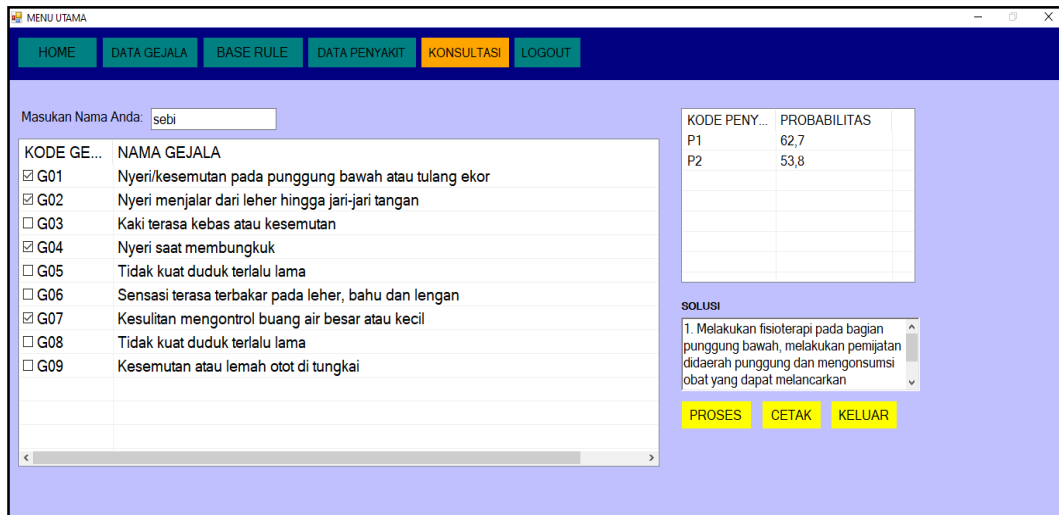 MENU UTAMA
HOME DATA GEJALA BASE RULE DATA PENYAKIT KONSULTASI LOGOUT
Masukan Nama Anda: sebi
KODE GE... NAMA GEJALA
G01 Nyeri/kesemutan pada punggung bawah atau tulang ekor
G02 Nyeri menjalar dari leher hingga jari-jari tangan
G03 Kaki terasa kebas atau kesemutan
G04 Nyeri saat membungkuk
G05 Tidak kuat duduk terlalu lama
G06 Sensasi terasa terbakar pada leher, bahu dan lengan
G07 Kesulitan mengontrol buang air besar atau kecil
G08 Tidak kuat duduk terlalu lama
G09 Kesemutan atau lemah otot di tungkai
KODE PENY... PROBABILITAS
P1 62,7
P2 53,8
SOLUSI
1. Melakukan fisioterapi pada bagian
punggung bawah, melakukan pemijatan
didaerah punggung dan mengonsumsi
obat yang dapat melancarkan
PROSES CETAK KELUAR